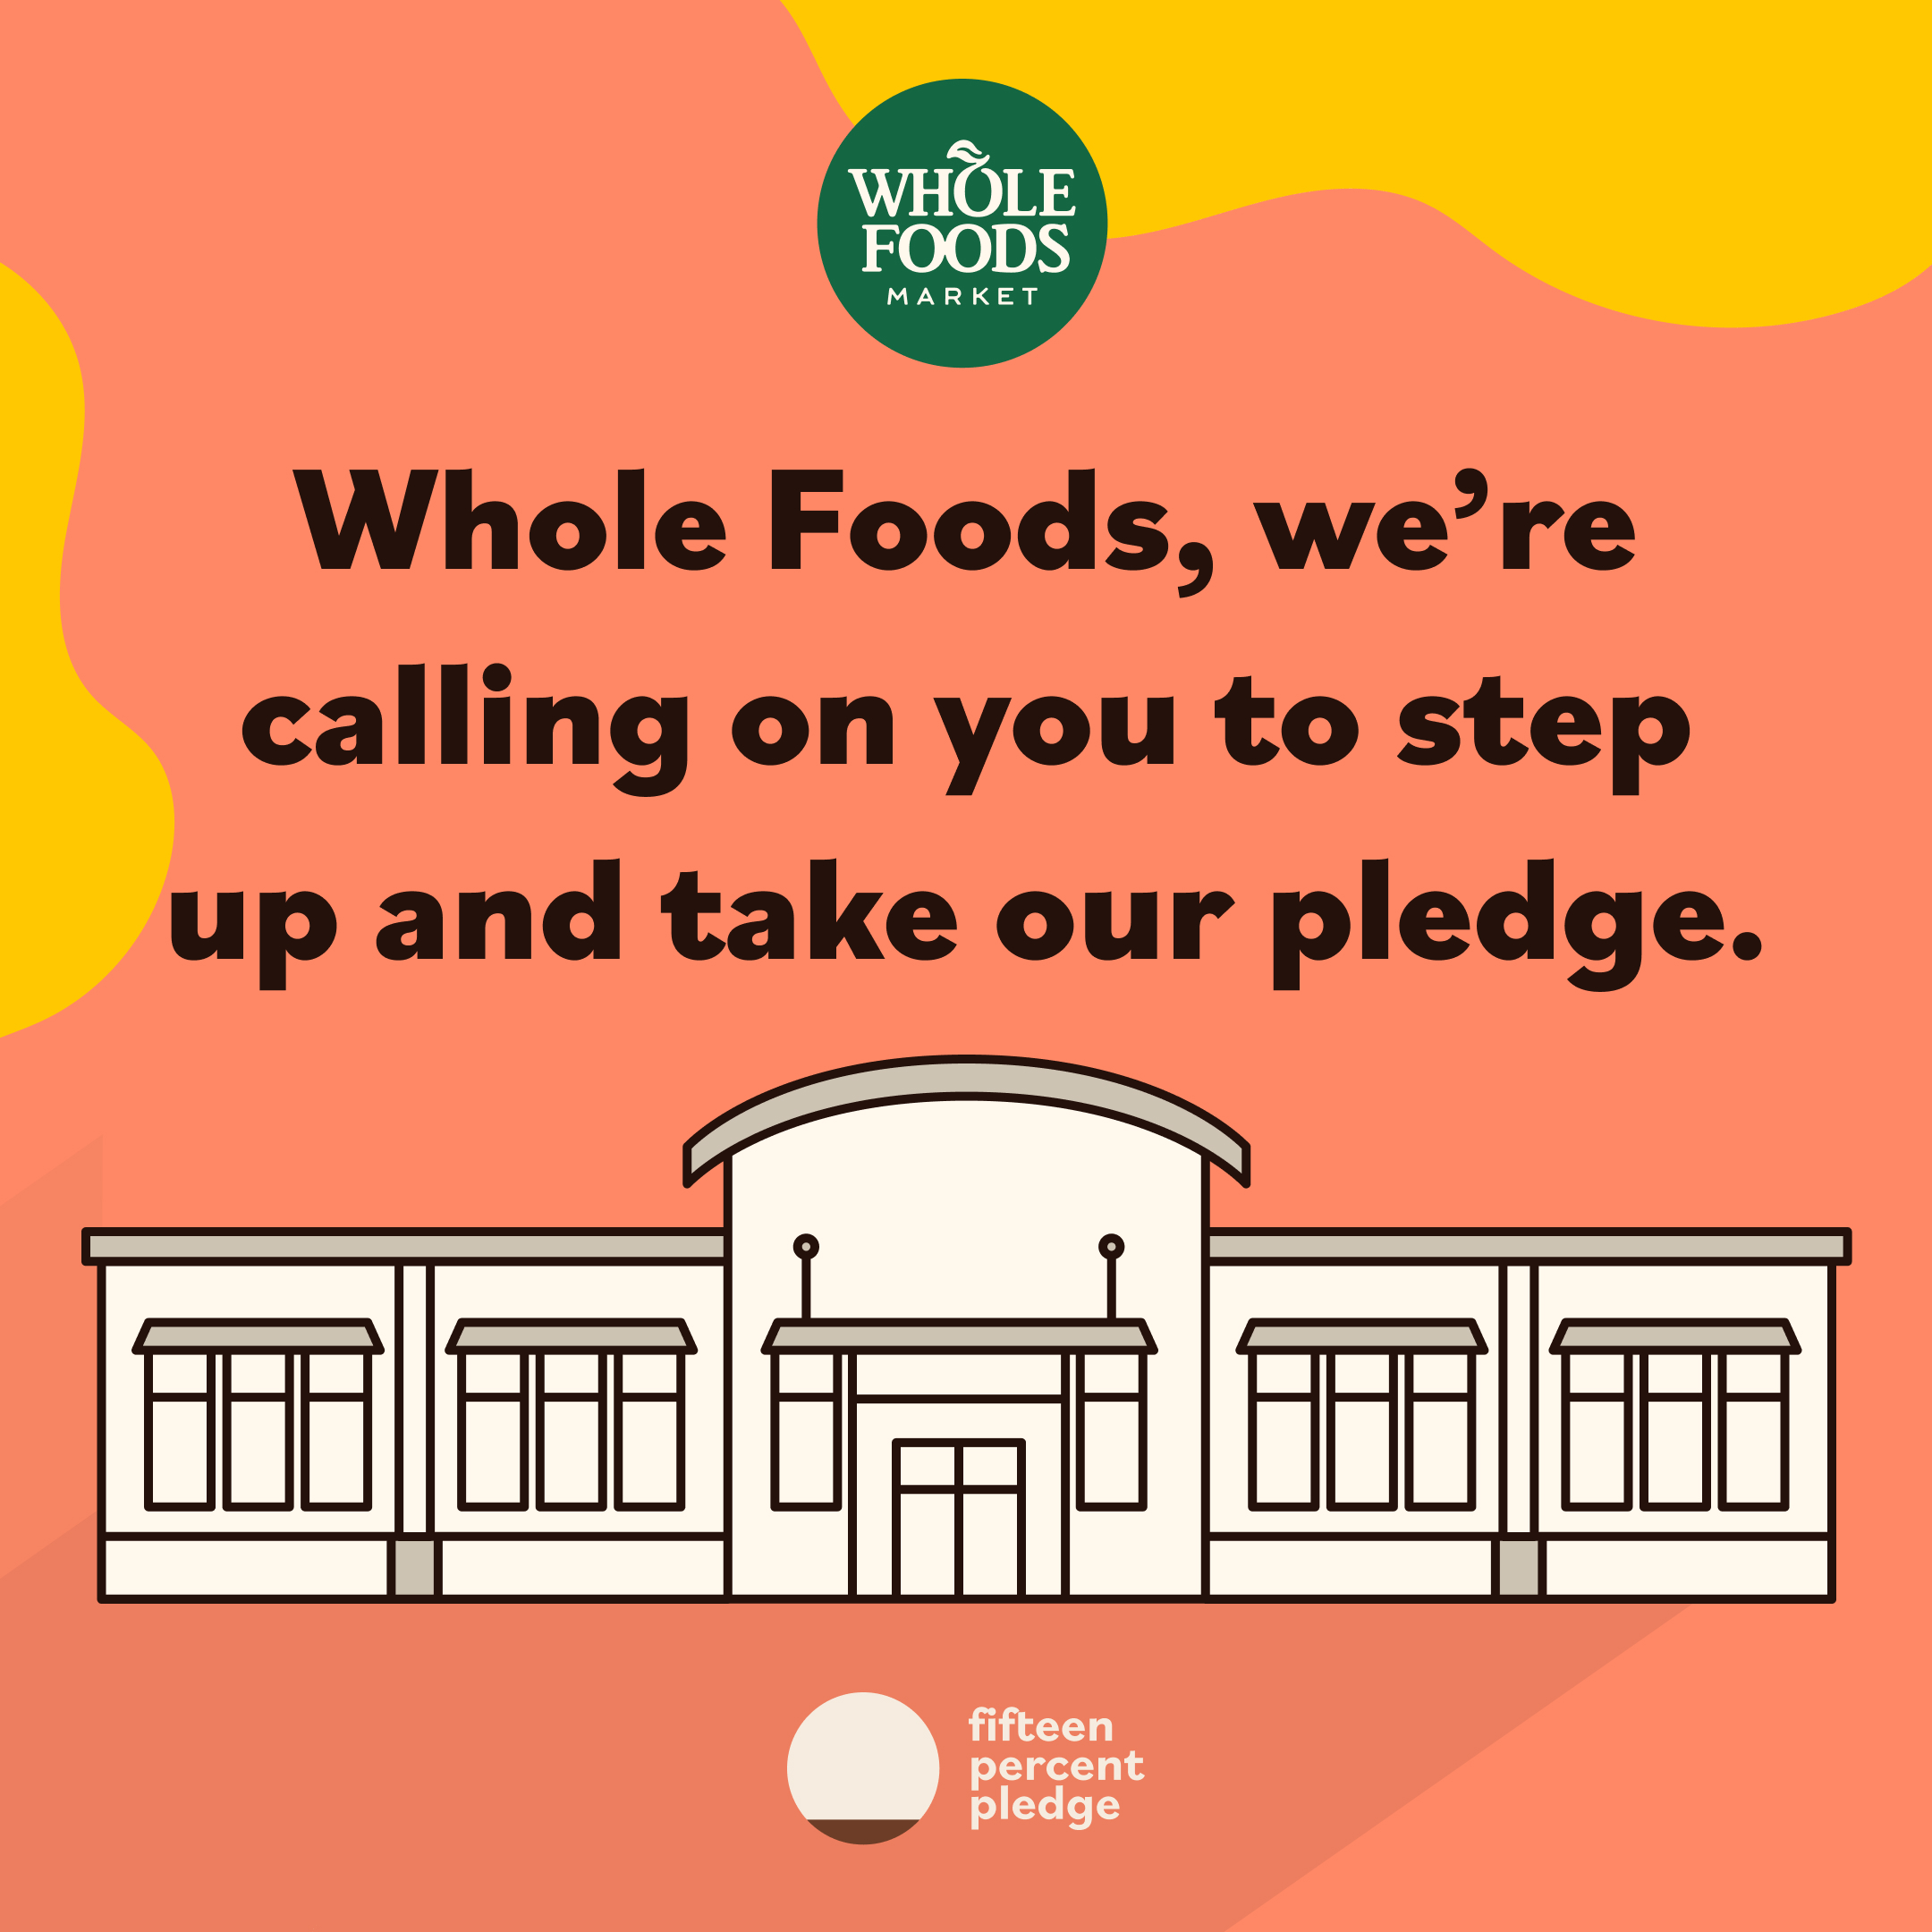 WHOLE
FOODS
MARKET
Whole Foods, we’re
calling on you to step
up and take our pledge.
fifteen
percent
pledge